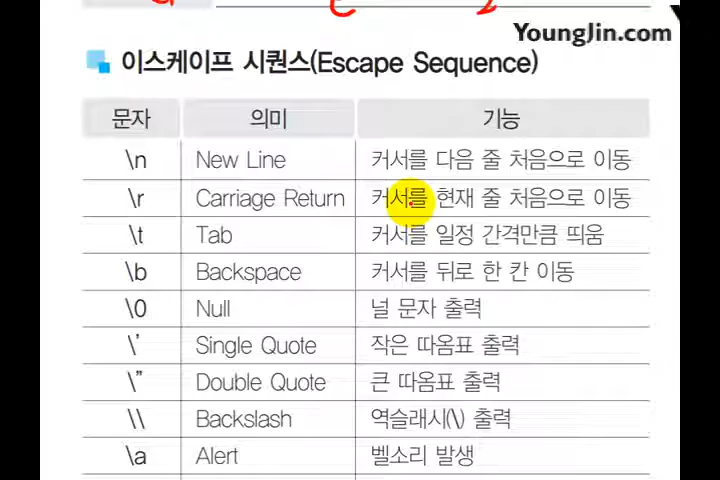 YoungJin.com
이스케이프 시퀀스(Escape Sequence)
문자 의미 기능
\n New Line 커서를 다음 줄 처음으로 이동
\r Carriage Return 커서를 현재 줄 처음으로 이동
\t Tab 커서를 일정 간격만큼 띄움
\b Backspace 커서를 뒤로 한 칸 이동
\0 Null 널 문자 출력
\' Single Quote 작은 따옴표 출력
\" Double Quote 큰 따옴표 출력
\\ Backslash 역슬래시(\) 출력
\a Alert 벨소리 발생